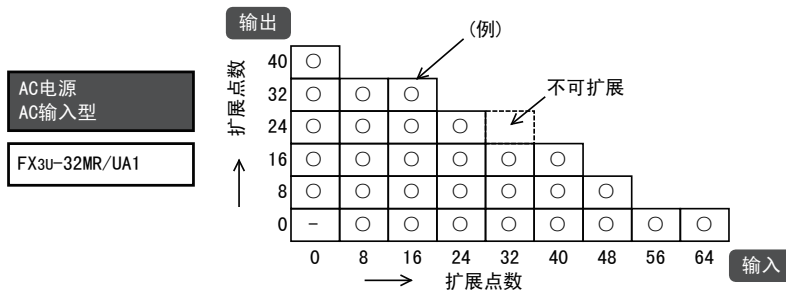 输出
(例)
AC电源
AC输入型
FX3U-32MR/UA1
扩展点数
不可扩展
40 ○
32 ○ ○ ○
24 ○ ○ ○ ○
16 ○ ○ ○ ○ ○ ○
8 ○ ○ ○ ○ ○ ○ ○
0 - ○ ○ ○ ○ ○ ○ ○ ○
0 8 16 24 32 40 48 56 64
输入
扩展点数